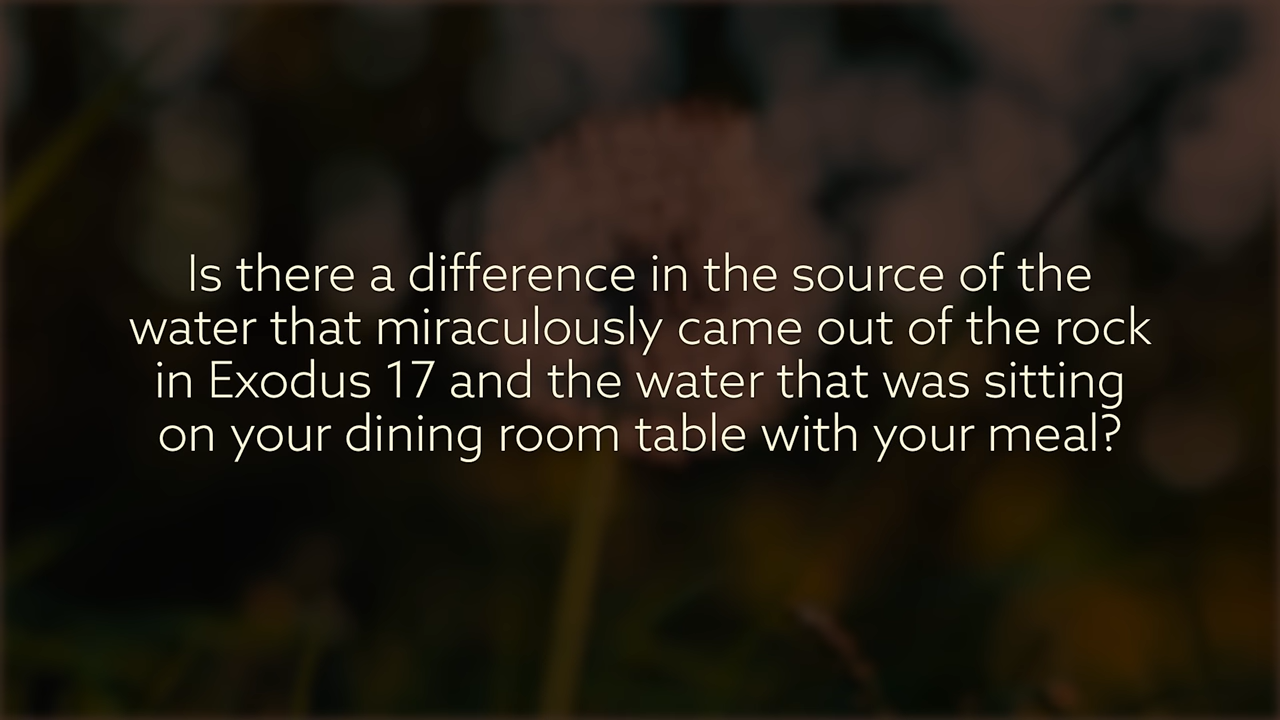 Is there a difference in the source of the
water that miraculously came out of the rock
in Exodus 17 and the water that was sitting
on your dining room table with your meal?